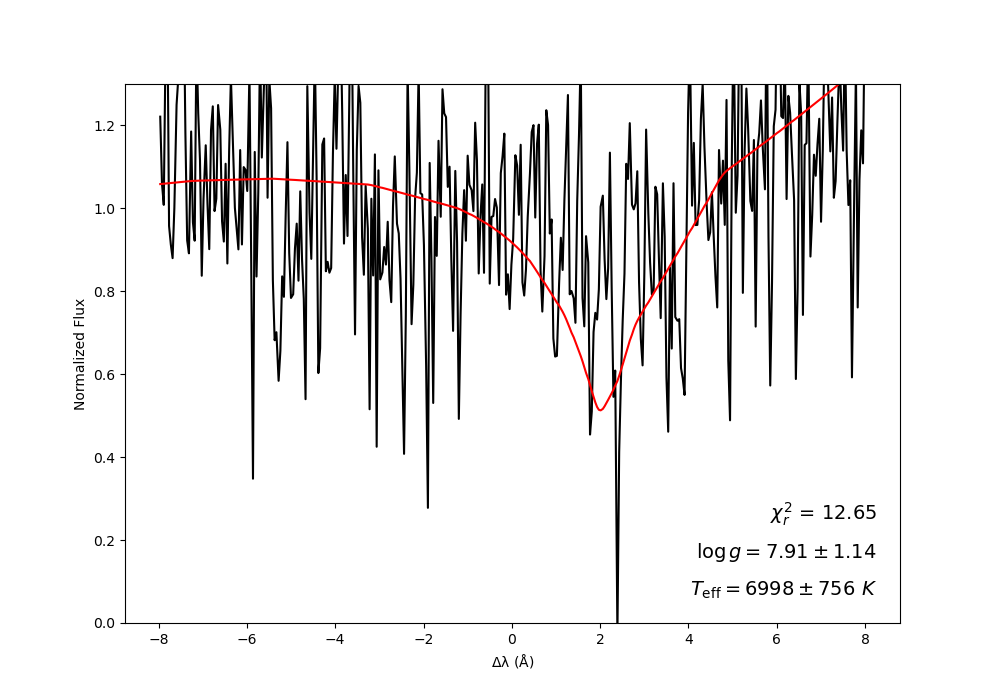 1.2
1.0
0.8
0.6
0.4
0.2
0.0
Normalized Flux
χ²ᵣ = 12.65
log g = 7.91 ± 1.14
T_eff = 6998 ± 756 K
−8 −6 −4 −2 0 2 4 6 8
Δλ (Å)